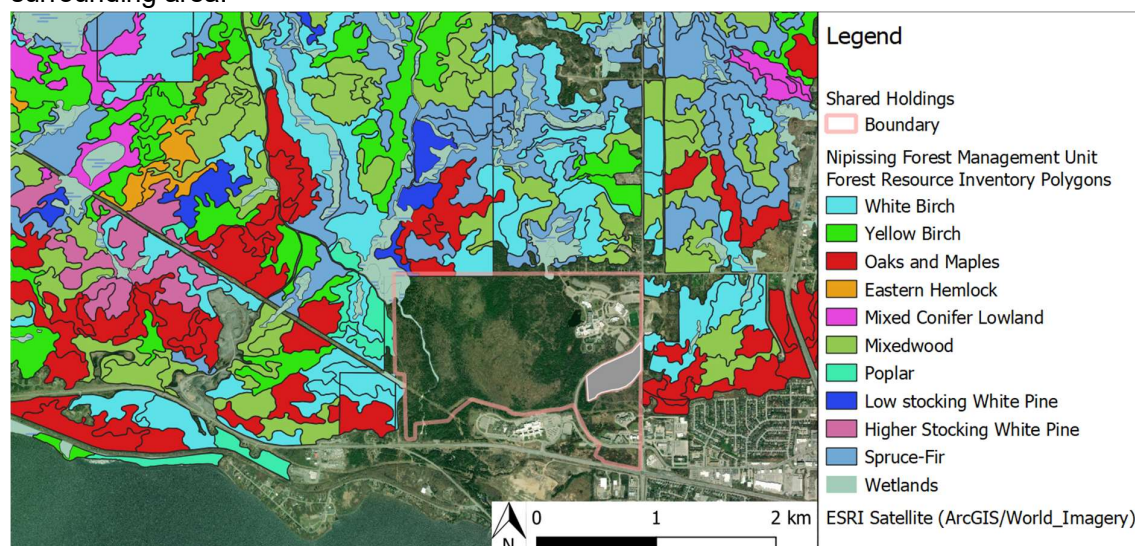 surrounding area.
Legend
Shared Holdings
Boundary
Nipissing Forest Management Unit
Forest Resource Inventory Polygons
White Birch
Yellow Birch
Oaks and Maples
Eastern Hemlock
Mixed Conifer Lowland
Mixedwood
Poplar
Low stocking White Pine
Higher Stocking White Pine
Spruce-Fir
Wetlands
ESRI Satellite (ArcGIS/World_Imagery)
N
0 1 2 km